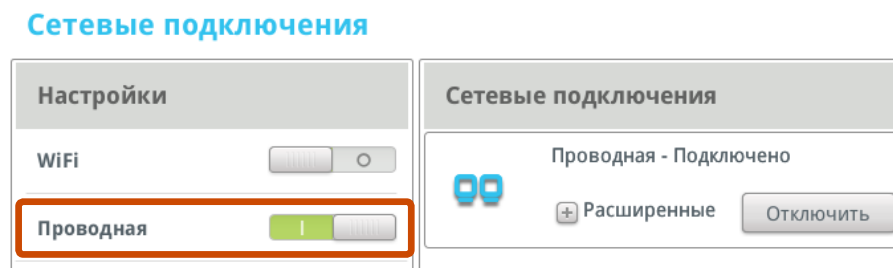 Сетевые подключения
Настройки
WiFi
Проводная
Сетевые подключения
Проводная - Подключено
Расширенные
Отключить